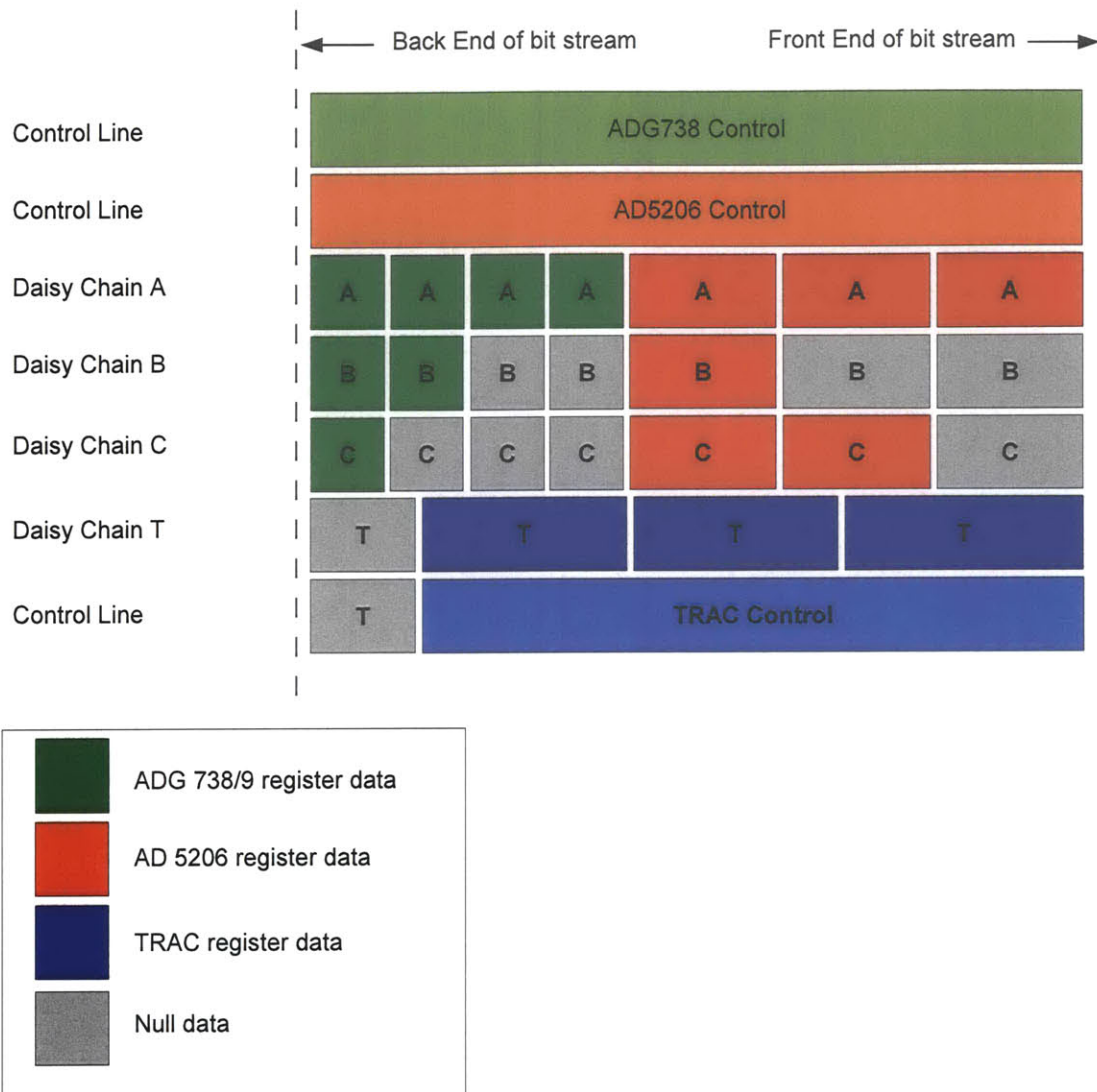 Back End of bit stream Front End of bit stream
Control Line ADG738 Control
Control Line AD5206 Control
Daisy Chain A A A A A A A A
Daisy Chain B B B B B B B B
Daisy Chain C C C C C C C C
Daisy Chain T T T T T
Control Line T TRAC Control
ADG 738/9 register data
AD 5206 register data
TRAC register data
Null data